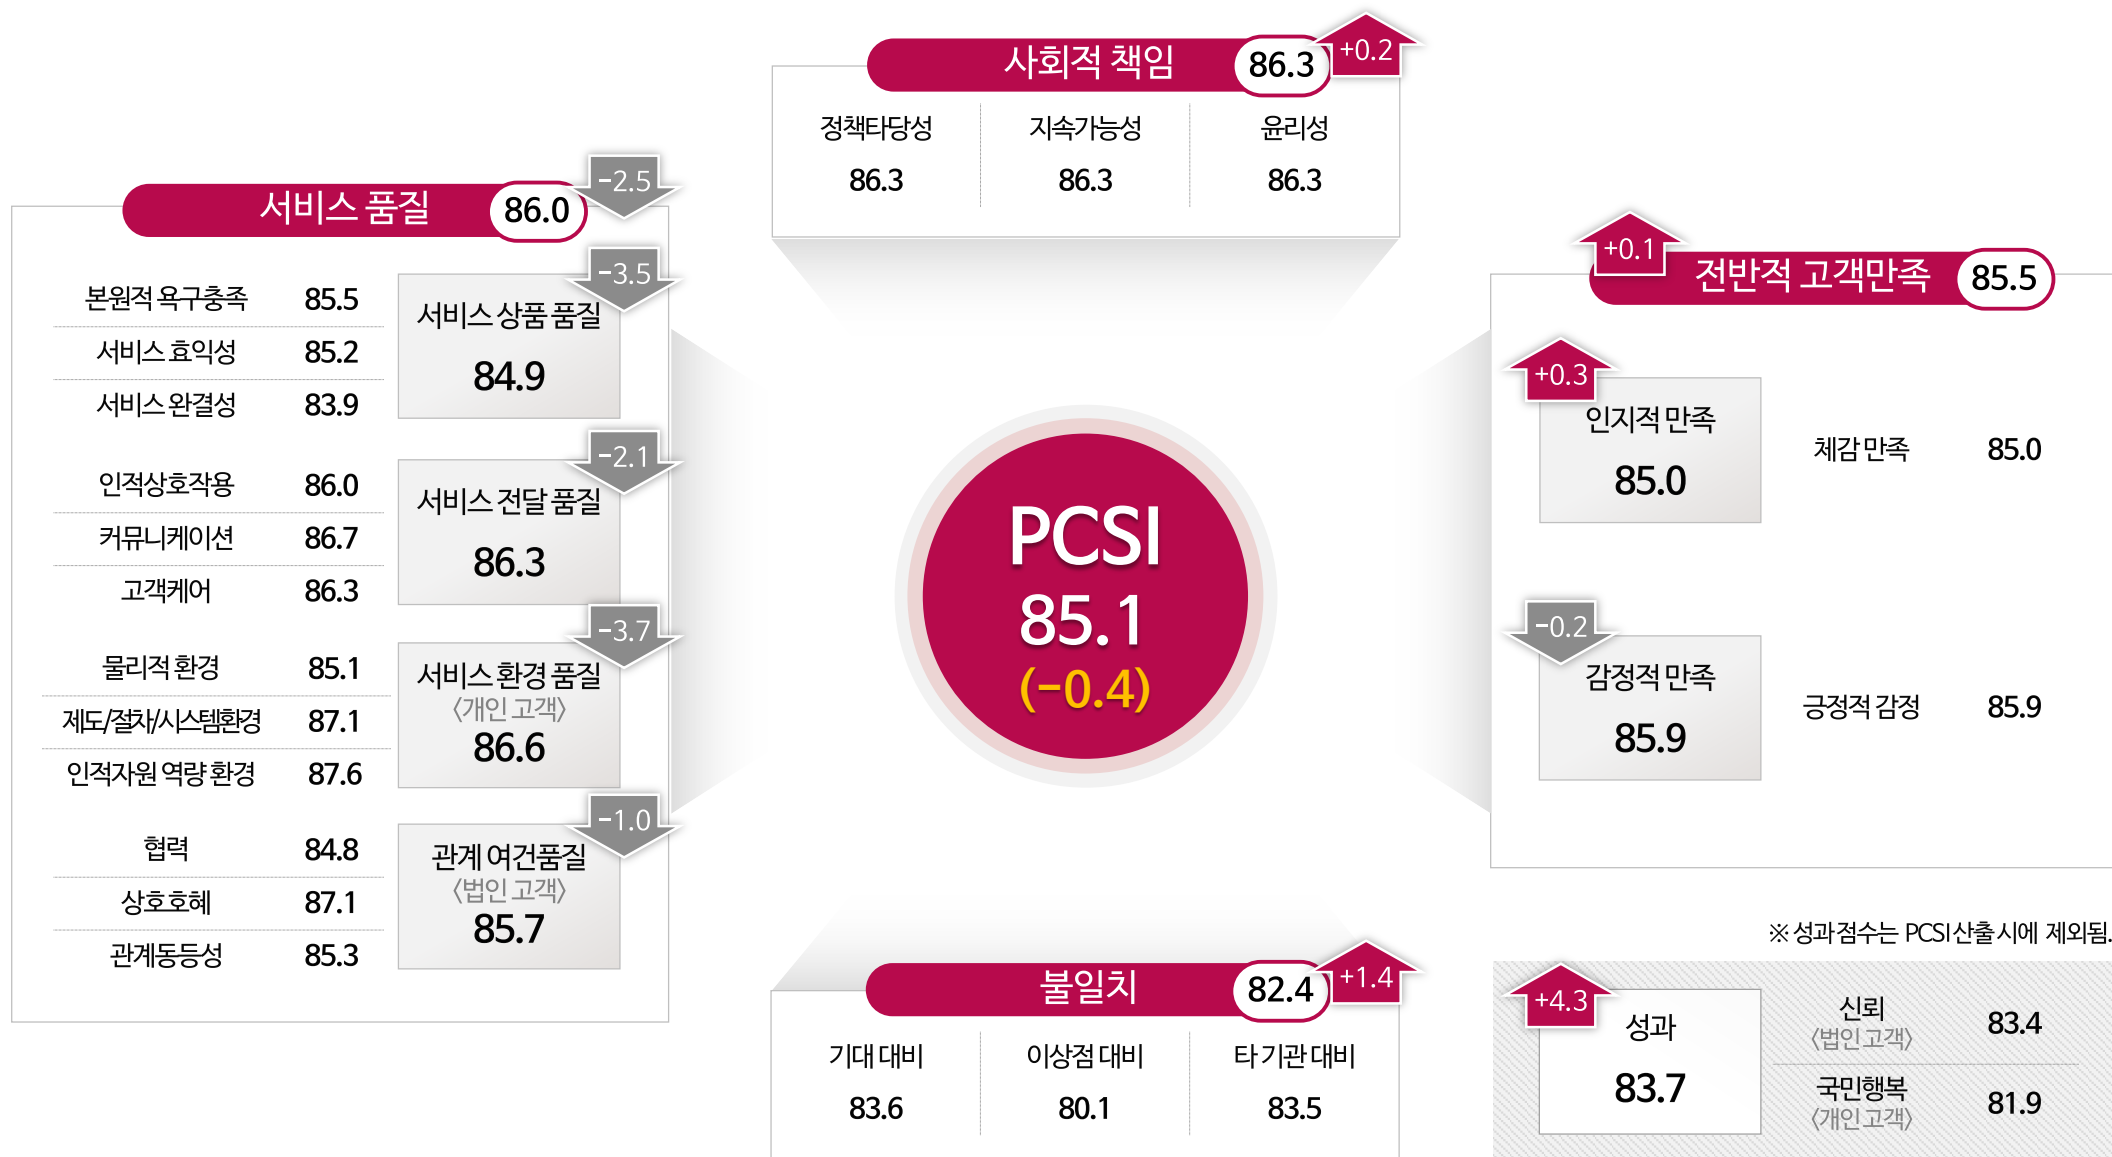 사회적 책임 86.3 +0.2
정책타당성 지속가능성 윤리성
86.3 86.3 86.3
서비스 품질 86.0 -2.5
본원적 욕구충족 85.5
서비스 효익성 85.2
서비스 완결성 83.9
-3.5
서비스 상품 품질
84.9
인적상호작용 86.0
커뮤니케이션 86.7
고객케어 86.3
-2.1
서비스 전달 품질
86.3
물리적 환경 85.1
제도/절차/시스템환경 87.1
인적자원 역량 환경 87.6
-3.7
서비스 환경 품질
〈개인 고객〉
86.6
협력 84.8
상호호혜 87.1
관계동등성 85.3
-1.0
관계 여건품질
〈법인 고객〉
85.7
PCSI
85.1
(-0.4)
+0.1 전반적 고객만족 85.5
+0.3
인지적 만족
85.0
체감 만족 85.0
-0.2
감정적 만족
85.9
긍정적 감정 85.9
불일치 82.4 +1.4
기대 대비 이상점 대비 타 기관 대비
83.6 80.1 83.5
※ 성과 점수는 PCSI 산출 시에 제외됨.
+4.3
성과
83.7
신뢰 83.4
〈법인 고객〉
국민행복 81.9
〈개인 고객〉